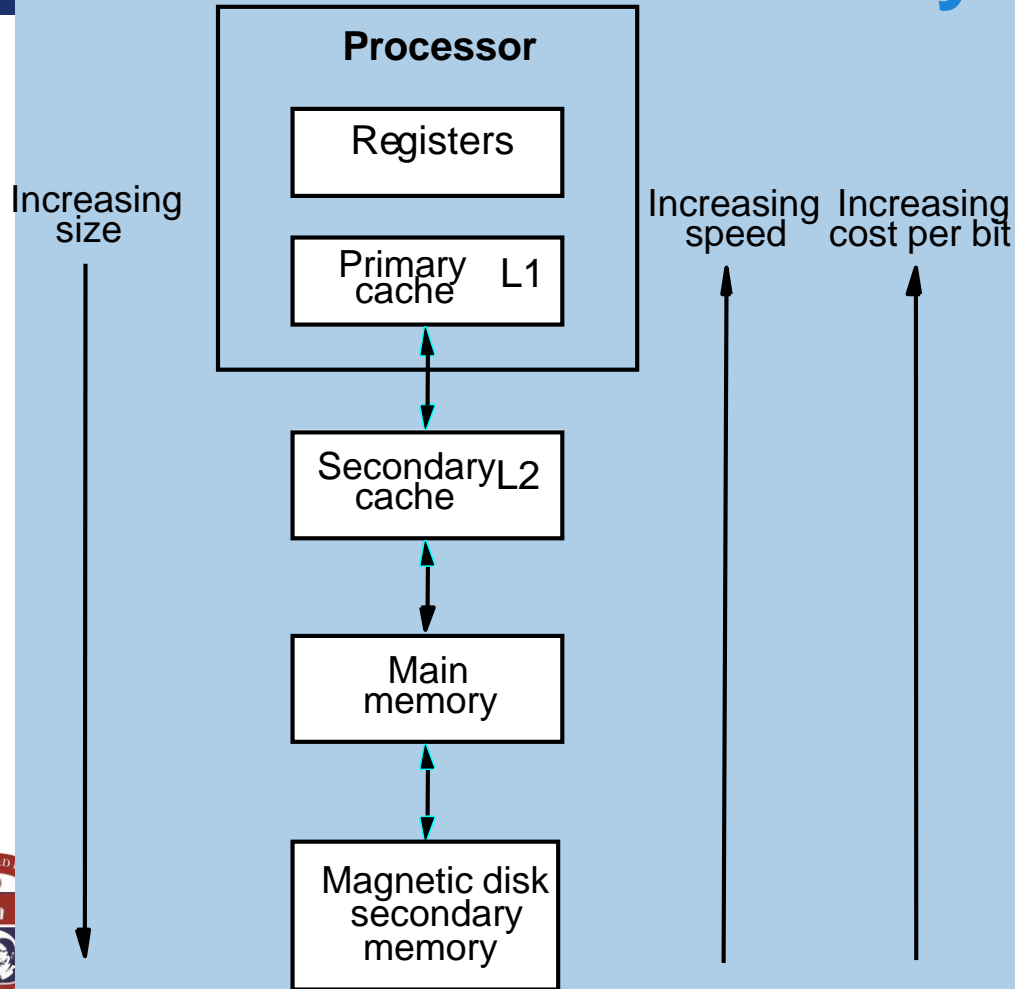 Processor
Registers
Increasing
size
Increasing
speed
Increasing
cost per bit
Primary
cache
L1
Secondary
cache
L2
Main
memory
Magnetic disk
secondary
memory